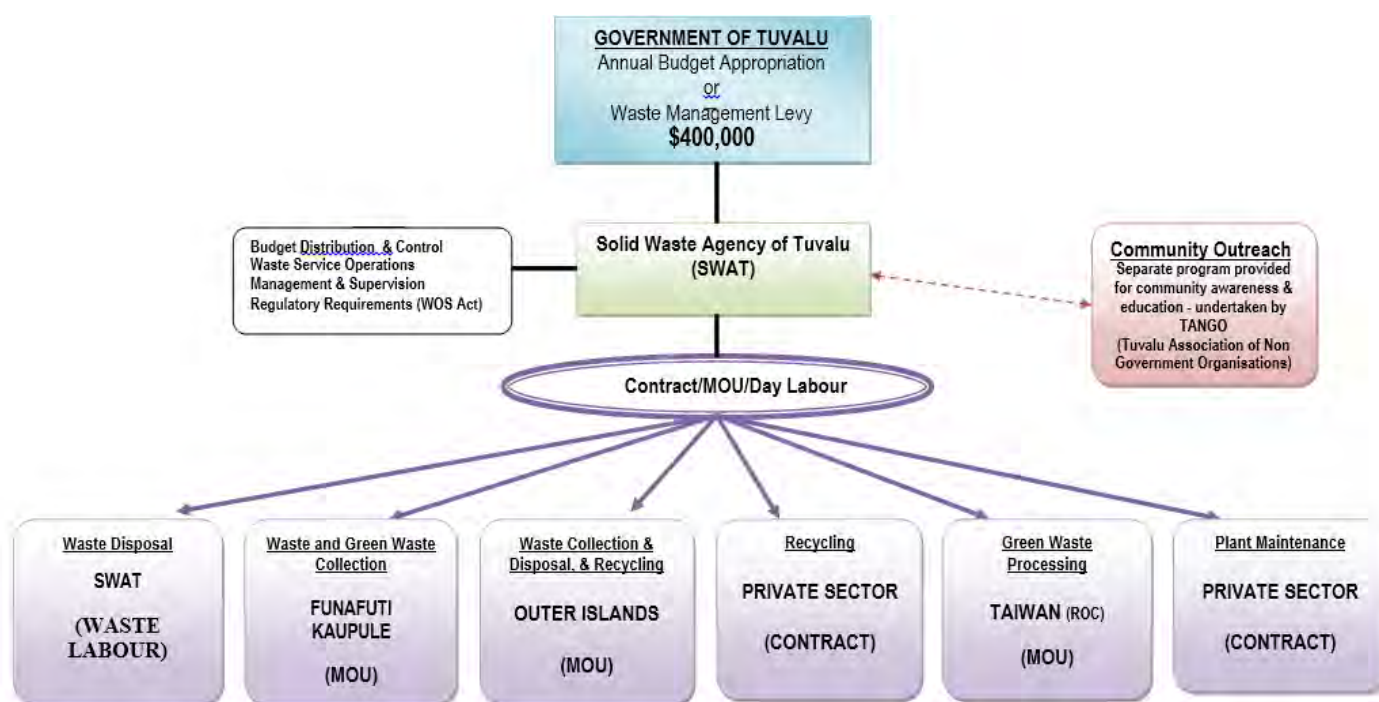 GOVERNMENT OF TUVALU
Annual Budget Appropriation
or
Waste Management Levy
$400,000
Budget Distribution & Control
Waste Service Operations
Management & Supervision
Regulatory Requirements (WOS Act)
Solid Waste Agency of Tuvalu
(SWAT)
Community Outreach
Separate program provided
for community awareness &
education - undertaken by
TANGO
(Tuvalu Association of Non
Government Organisations)
Contract/MOU/Day Labour
Waste Disposal
SWAT
(WASTE
LABOUR)
Waste and Green Waste
Collection
FUNAFUTI
KAUPULE
(MOU)
Waste Collection &
Disposal, & Recycling
OUTER ISLANDS
(MOU)
Recycling
PRIVATE SECTOR
(CONTRACT)
Green Waste
Processing
TAIWAN (ROC)
(MOU)
Plant Maintenance
PRIVATE SECTOR
(CONTRACT)